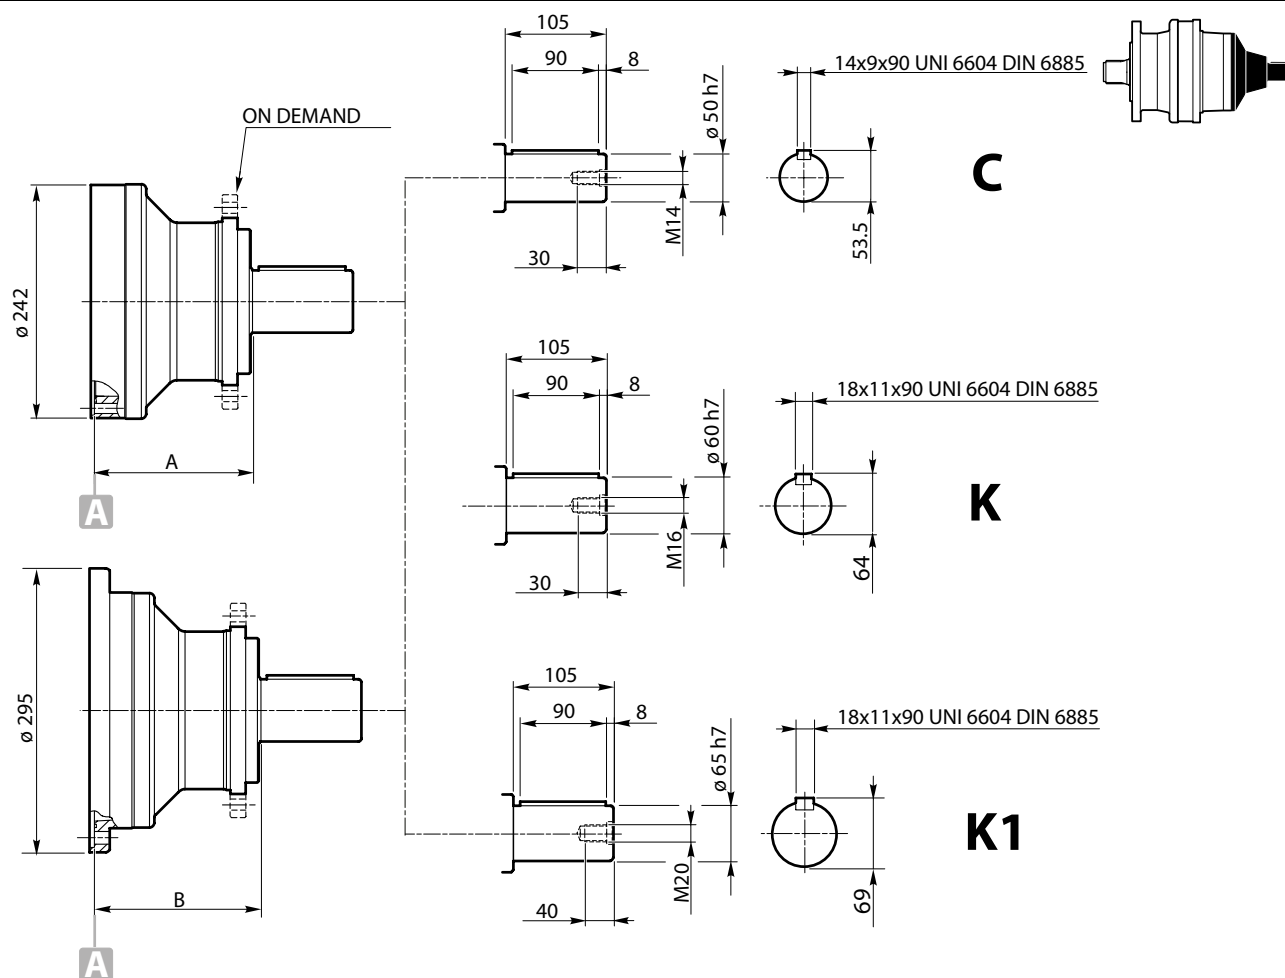 105
90
8
14x9x90 UNI 6604 DIN 6885
ø 50 h7
ON DEMAND
C
M14
53.5
30
ø 242
A
A
105
90
8
18x11x90 UNI 6604 DIN 6885
ø 60 h7
K
M16
64
30
105
90
8
18x11x90 UNI 6604 DIN 6885
ø 65 h7
ø 295
K1
M20
69
40
B
A